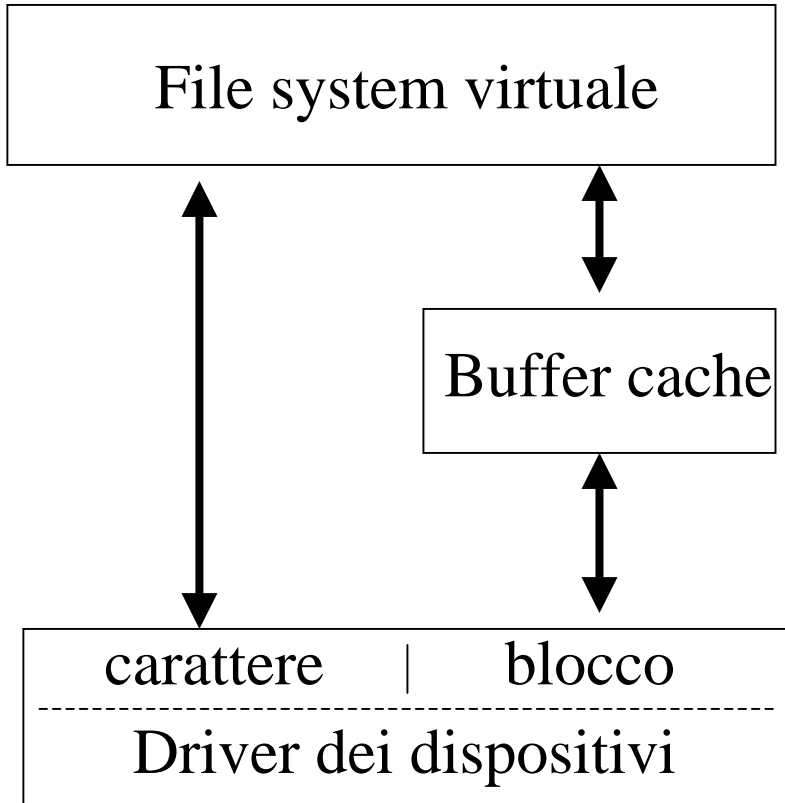 File system virtuale
Buffer cache
carattere | blocco
Driver dei dispositivi